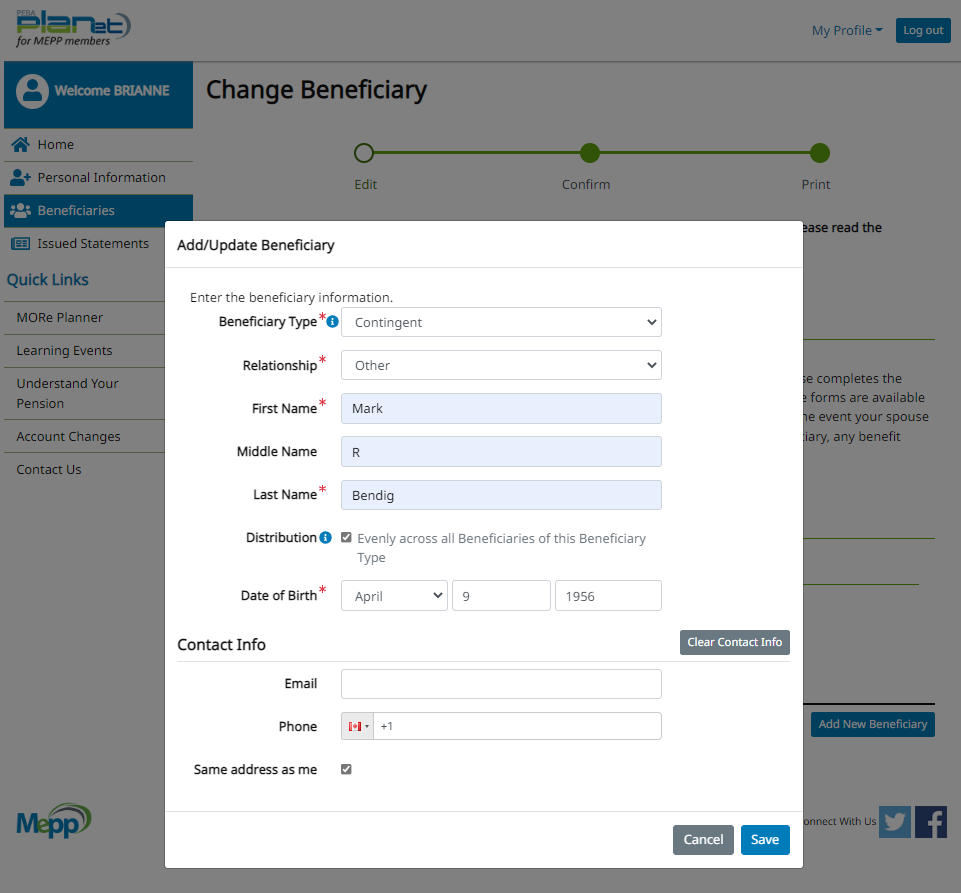 PEBA
planet
for MEPP members
My Profile
Log out
Welcome BRIANNE
Change Beneficiary
Home
Personal Information
Beneficiaries
Issued Statements
Quick Links
MORe Planner
Learning Events
Understand Your
Pension
Account Changes
Contact Us
Edit
Confirm
Print
ease read the
Add/Update Beneficiary
Enter the beneficiary information.
Beneficiary Type * Contingent
Relationship * Other
First Name * Mark
Middle Name R
Last Name * Bendig
Distribution Evenly across all Beneficiaries of this Beneficiary
Type
Date of Birth * April 9 1956
Contact Info Clear Contact Info
Email
Phone +1
Same address as me
Cancel Save
se completes the
e forms are available
he event your spouse
iary, any benefit
Add New Beneficiary
Mepp
onnect With Us